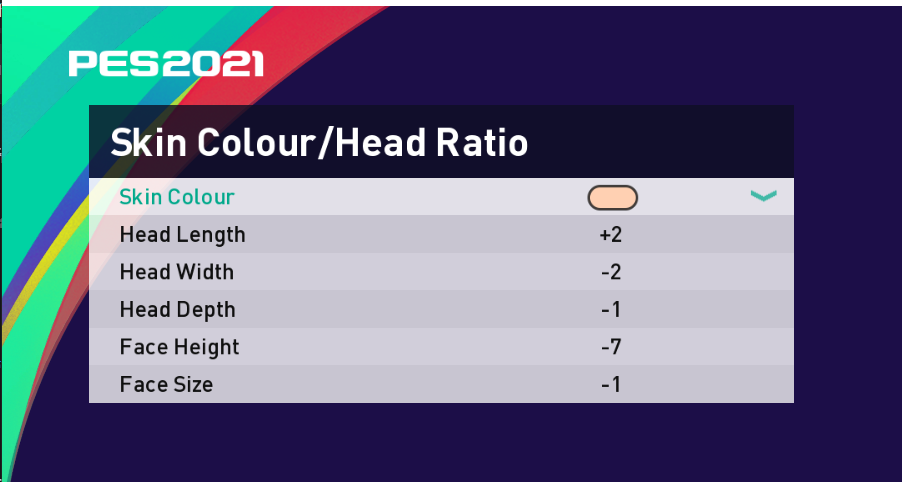 PES2021
Skin Colour/Head Ratio
Skin Colour
Head Length +2
Head Width -2
Head Depth -1
Face Height -7
Face Size -1